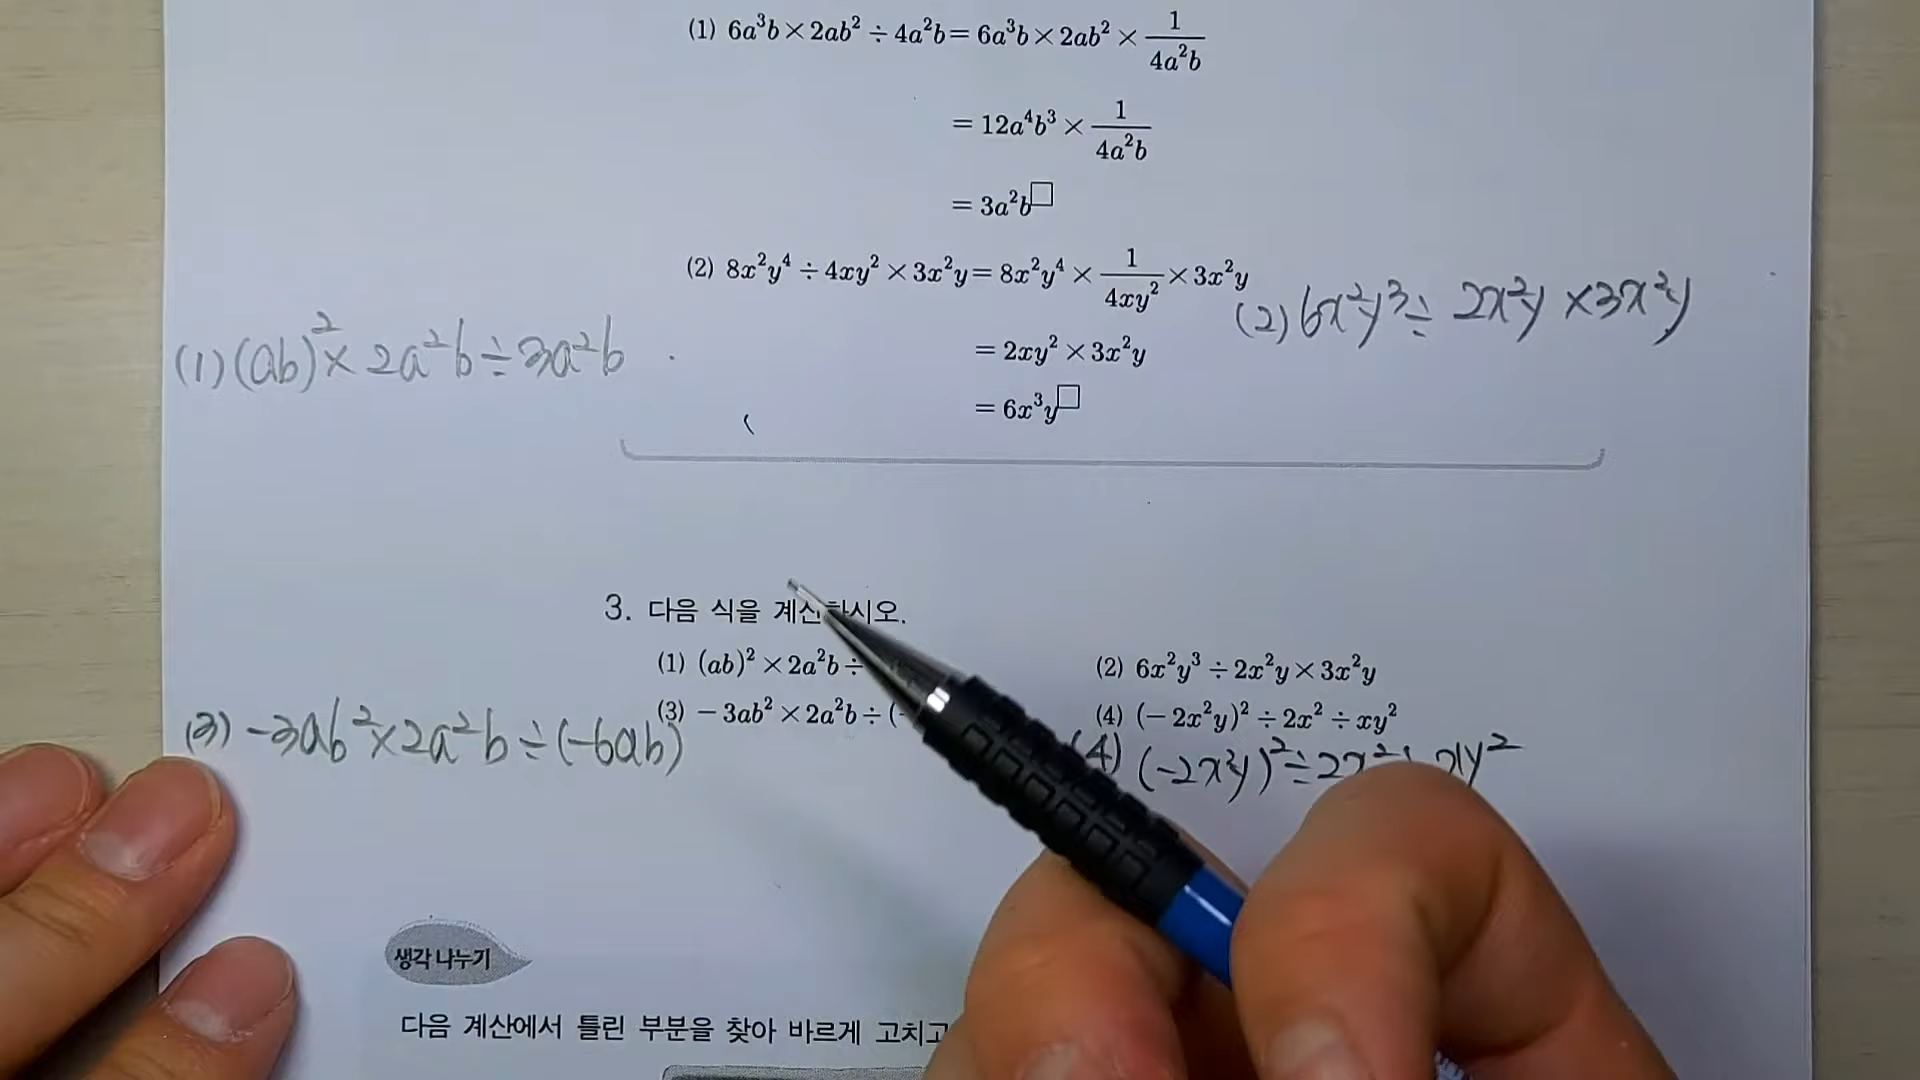 (1) 6a³b × 2ab² ÷ 4a²b = 6a³b × 2ab² × 1/4a²b
= 12a⁴b³ × 1/4a²b
= 3a²b□
(2) 8x²y⁴ ÷ 4xy² × 3x²y = 8x²y⁴ × 1/4xy² × 3x²y
= 2xy² × 3x²y
= 6x³y□
(1) (ab)² × 2a²b ÷ 3a²b
(2) 6x²y³ ÷ 2x²y × 3x²y
3. 다음 식을 계산하시오.
(1) (ab)² × 2a²b ÷
(2) 6x²y³ ÷ 2x²y × 3x²y
(3) −3ab² × 2a²b ÷ (−
(4) (−2x²y)² ÷ 2x² ÷ xy²
(3) −3ab² × 2a²b ÷ (−6ab)
(4) (−2x²y)² ÷ 2x² ÷ xy²
생각 나누기
다음 계산에서 틀린 부분을 찾아 바르게 고치고